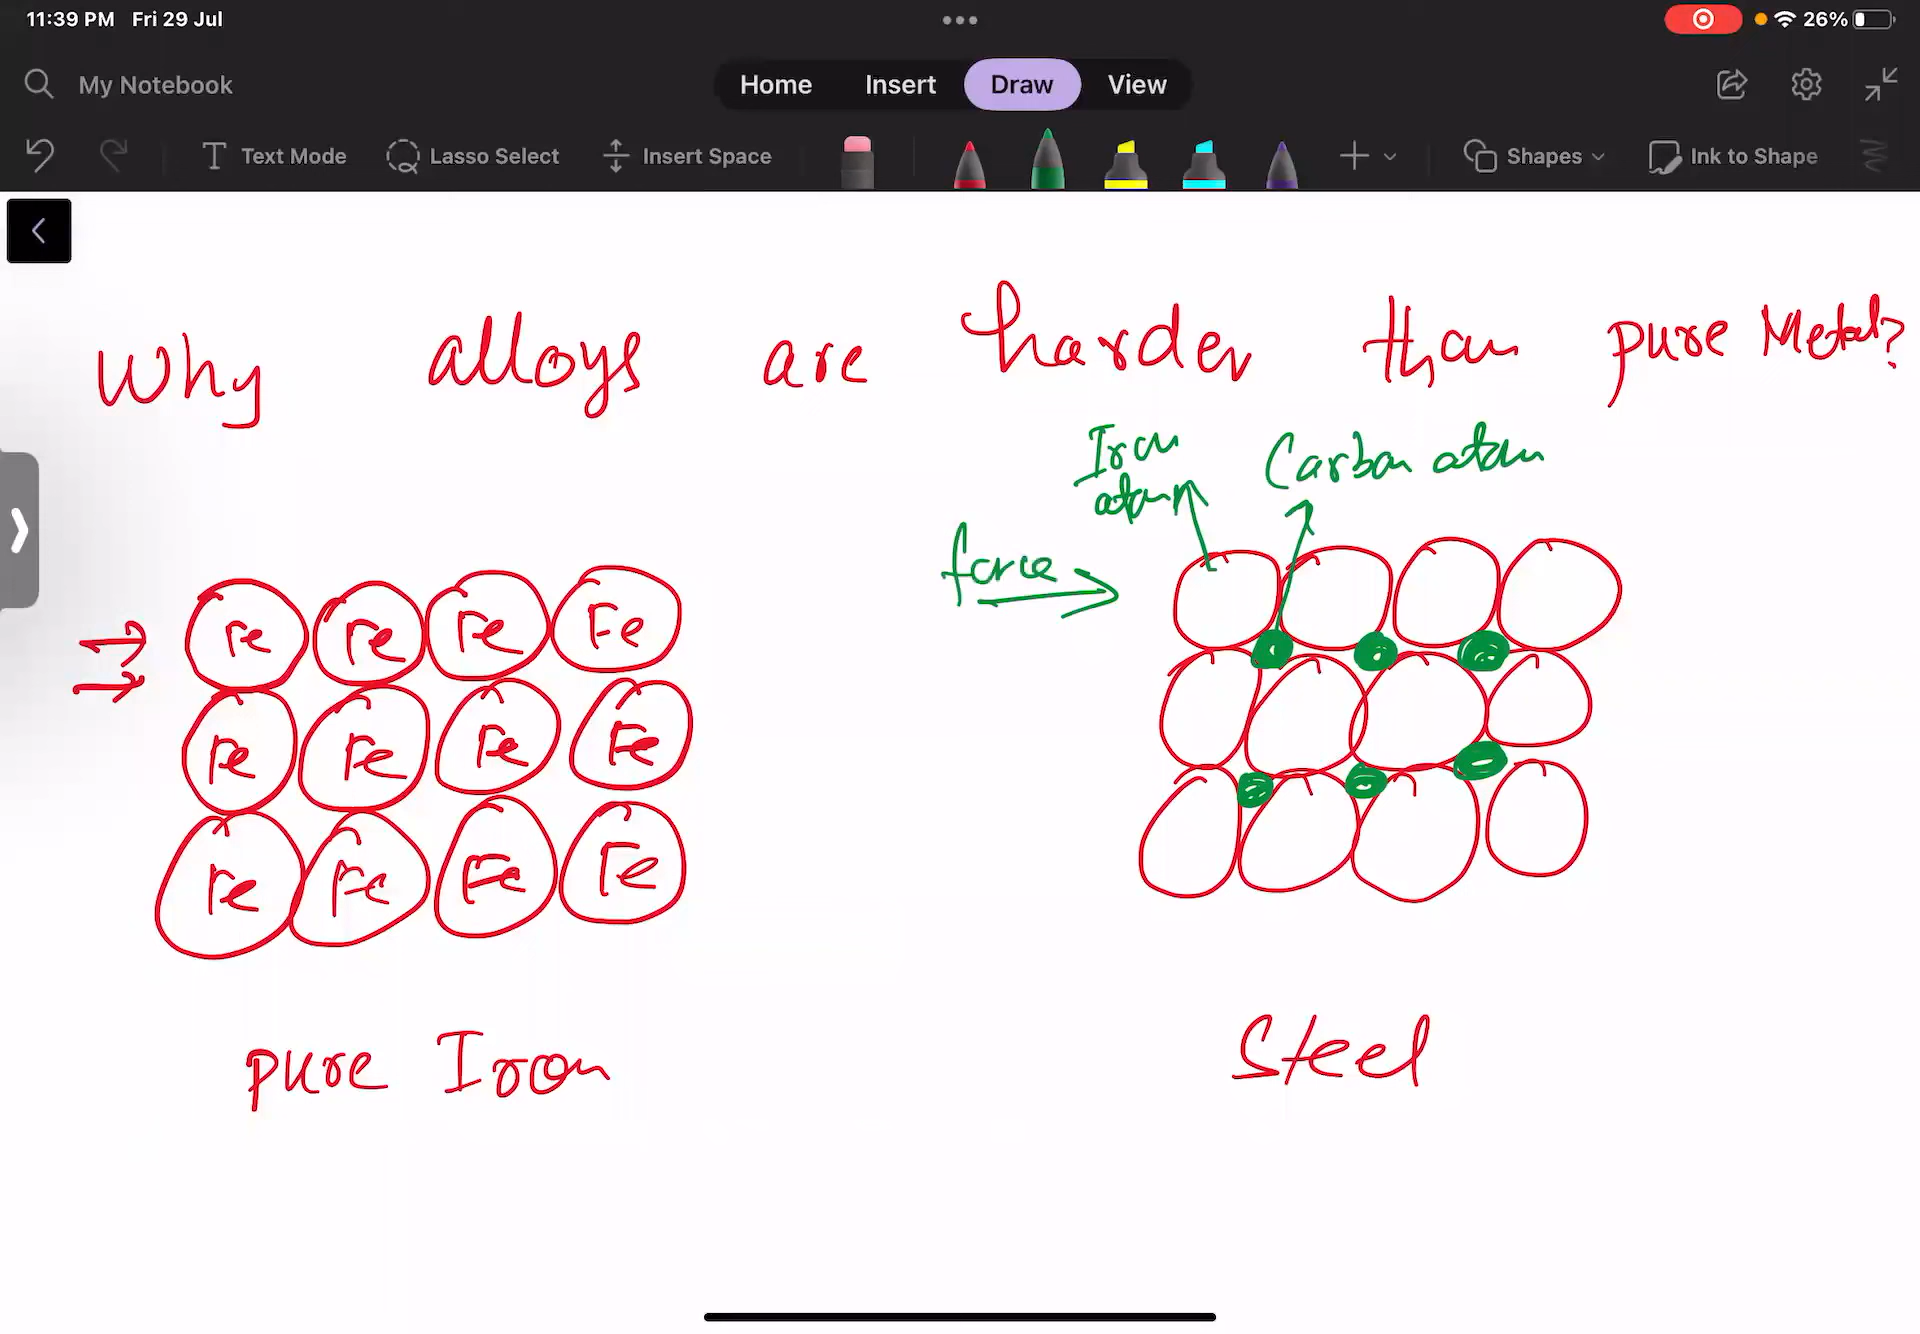 11:39 PM Fri 29 Jul
26%
My Notebook
Home Insert Draw View
Text Mode Lasso Select Insert Space Shapes Ink to Shape
Why alloys are harder than pure Metal?
Iron
atom
Carbon atom
force
Fe Fe Fe Fe
Fe Fe Fe Fe
Fe Fe Fe Fe
pure Iron
Steel